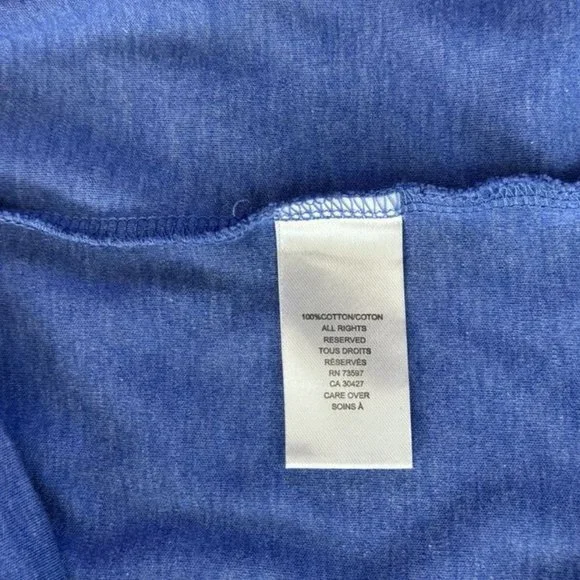 100%COTTON/COTON
ALL RIGHTS
RESERVED
TOUS DROITS
RÉSERVÉS
RN 73597
CA 30427
CARE OVER
SOINS À